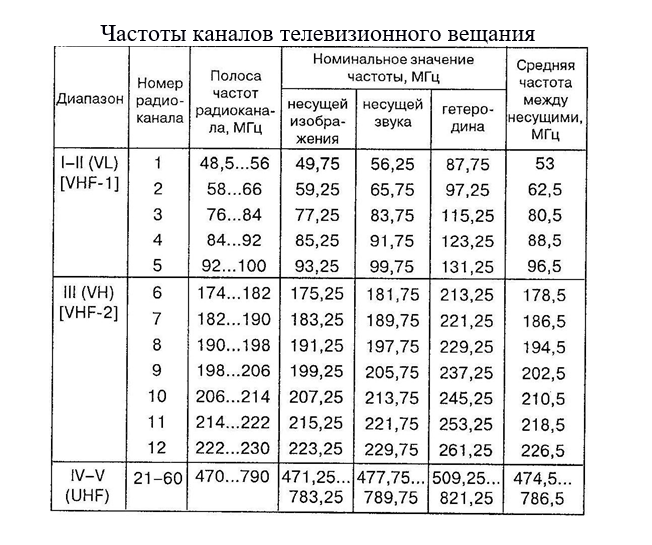 Частоты каналов телевизионного вещания
Диапазон
Номер
радио-
канала
Полоса
частот
радиокана-
ла, МГц
Номинальное значение
частоты, МГц
несущей
изобра-
жения
несущей
звука
гетеро-
дина
Средняя
частота
между
несущими,
МГц
I–II (VL) 1 48,5...56 49,75 56,25 87,75 53
[VHF-1] 2 58...66 59,25 65,75 97,25 62,5
3 76...84 77,25 83,75 115,25 80,5
4 84...92 85,25 91,75 123,25 88,5
5 92...100 93,25 99,75 131,25 96,5
III (VH) 6 174...182 175,25 181,75 213,25 178,5
[VHF-2] 7 182...190 183,25 189,75 221,25 186,5
8 190...198 191,25 197,75 229,25 194,5
9 198...206 199,25 205,75 237,25 202,5
10 206...214 207,25 213,75 245,25 210,5
11 214...222 215,25 221,75 253,25 218,5
12 222...230 223,25 229,75 261,25 226,5
IV–V 21–60 470...790 471,25... 477,75... 509,25... 474,5...
(UHF) 783,25 789,75 821,25 786,5